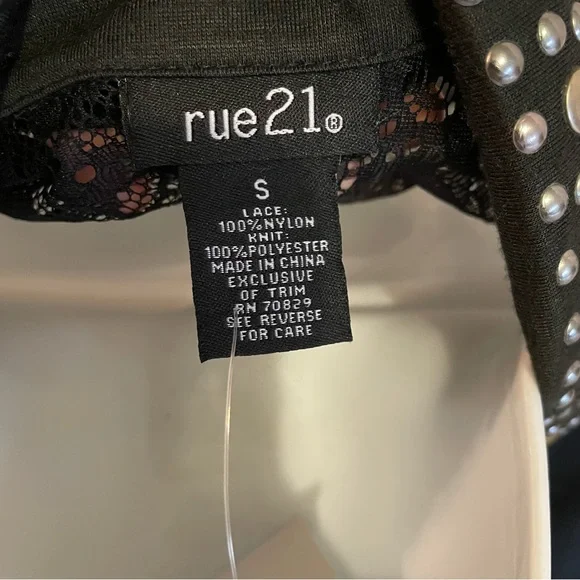 rue21®
S
LACE:
100%NYLON
KNIT:
100%POLYESTER
MADE IN CHINA
EXCLUSIVE
OF TRIM
RN 70829
SEE REVERSE
FOR CARE